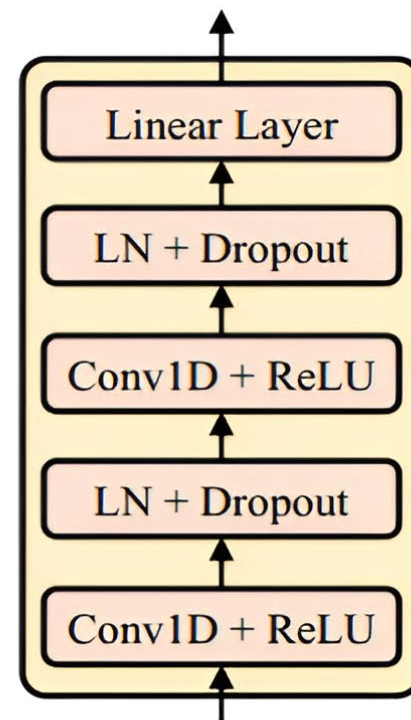 Linear Layer
LN + Dropout
Conv1D + ReLU
LN + Dropout
Conv1D + ReLU